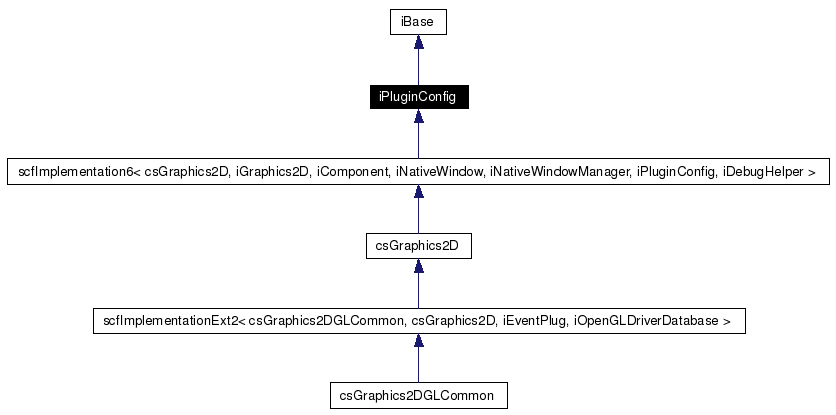 iBase
iPluginConfig
scfImplementation6< csGraphics2D, iGraphics2D, iComponent, iNativeWindow, iNativeWindowManager, iPluginConfig, iDebugHelper >
csGraphics2D
scfImplementationExt2< csGraphics2DGLCommon, csGraphics2D, iEventPlug, iOpenGLDriverDatabase >
csGraphics2DGLCommon